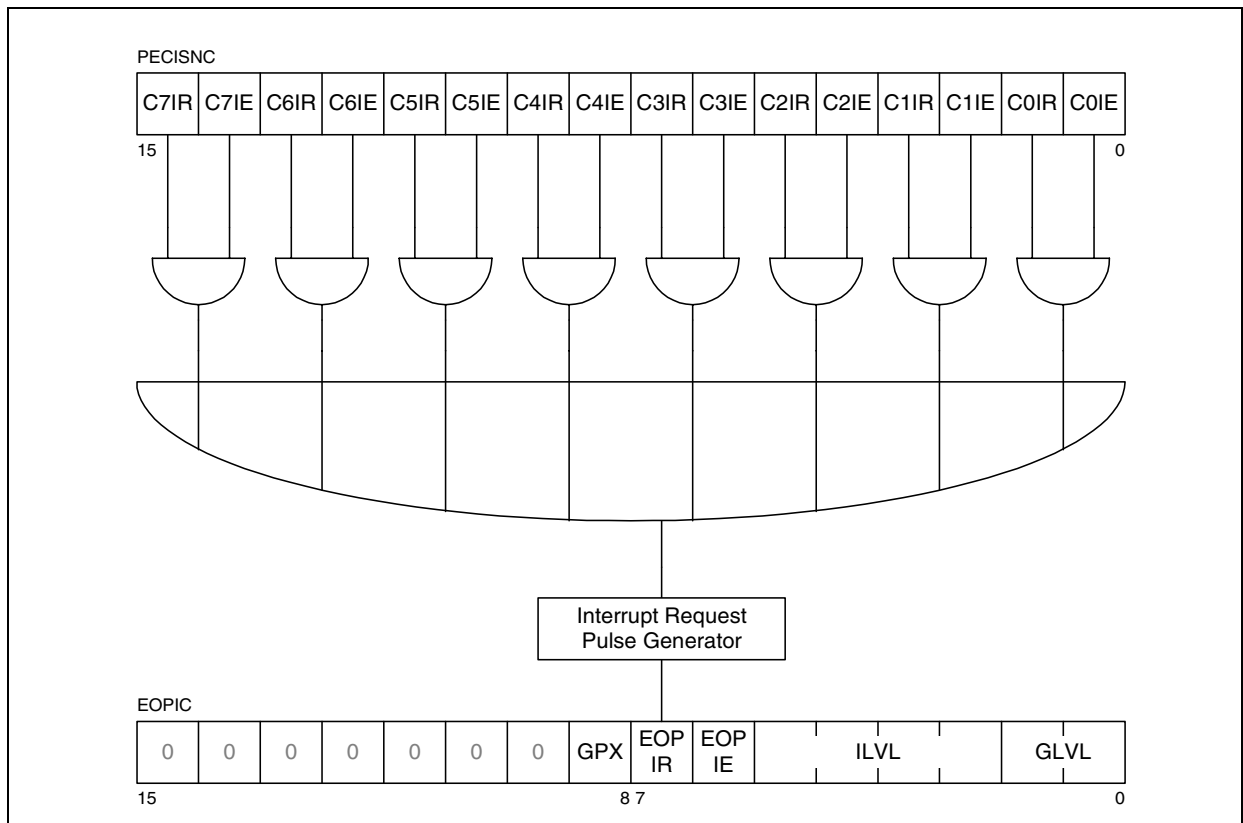 PECISNC
C7IR C7IE C6IR C6IE C5IR C5IE C4IR C4IE C3IR C3IE C2IR C2IE C1IR C1IE C0IR C0IE
15 0
Interrupt Request
Pulse Generator
EOPIC
0 0 0 0 0 0 0 GPX EOP IR EOP IE ILVL GLVL
15 8 7 0